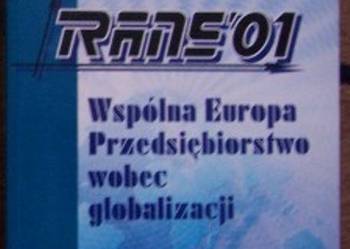 TRANS'01
Wspólna Europa
Przedsiębiorstwo
wobec
globalizacji